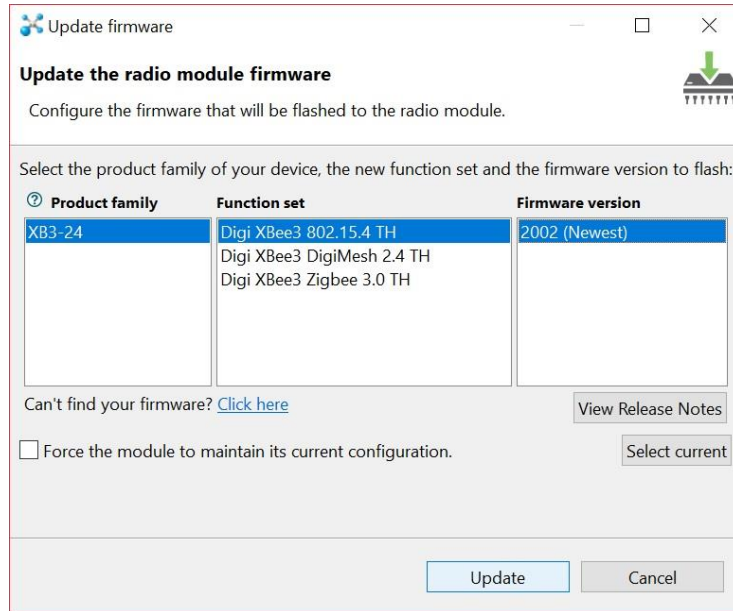 Update firmware
Update the radio module firmware
Configure the firmware that will be flashed to the radio module.
Select the product family of your device, the new function set and the firmware version to flash:
Product family
Function set
Firmware version
XB3-24
Digi XBee3 802.15.4 TH
2002 (Newest)
Digi XBee3 DigiMesh 2.4 TH
Digi XBee3 Zigbee 3.0 TH
Can't find your firmware? Click here
View Release Notes
Force the module to maintain its current configuration.
Select current
Update
Cancel